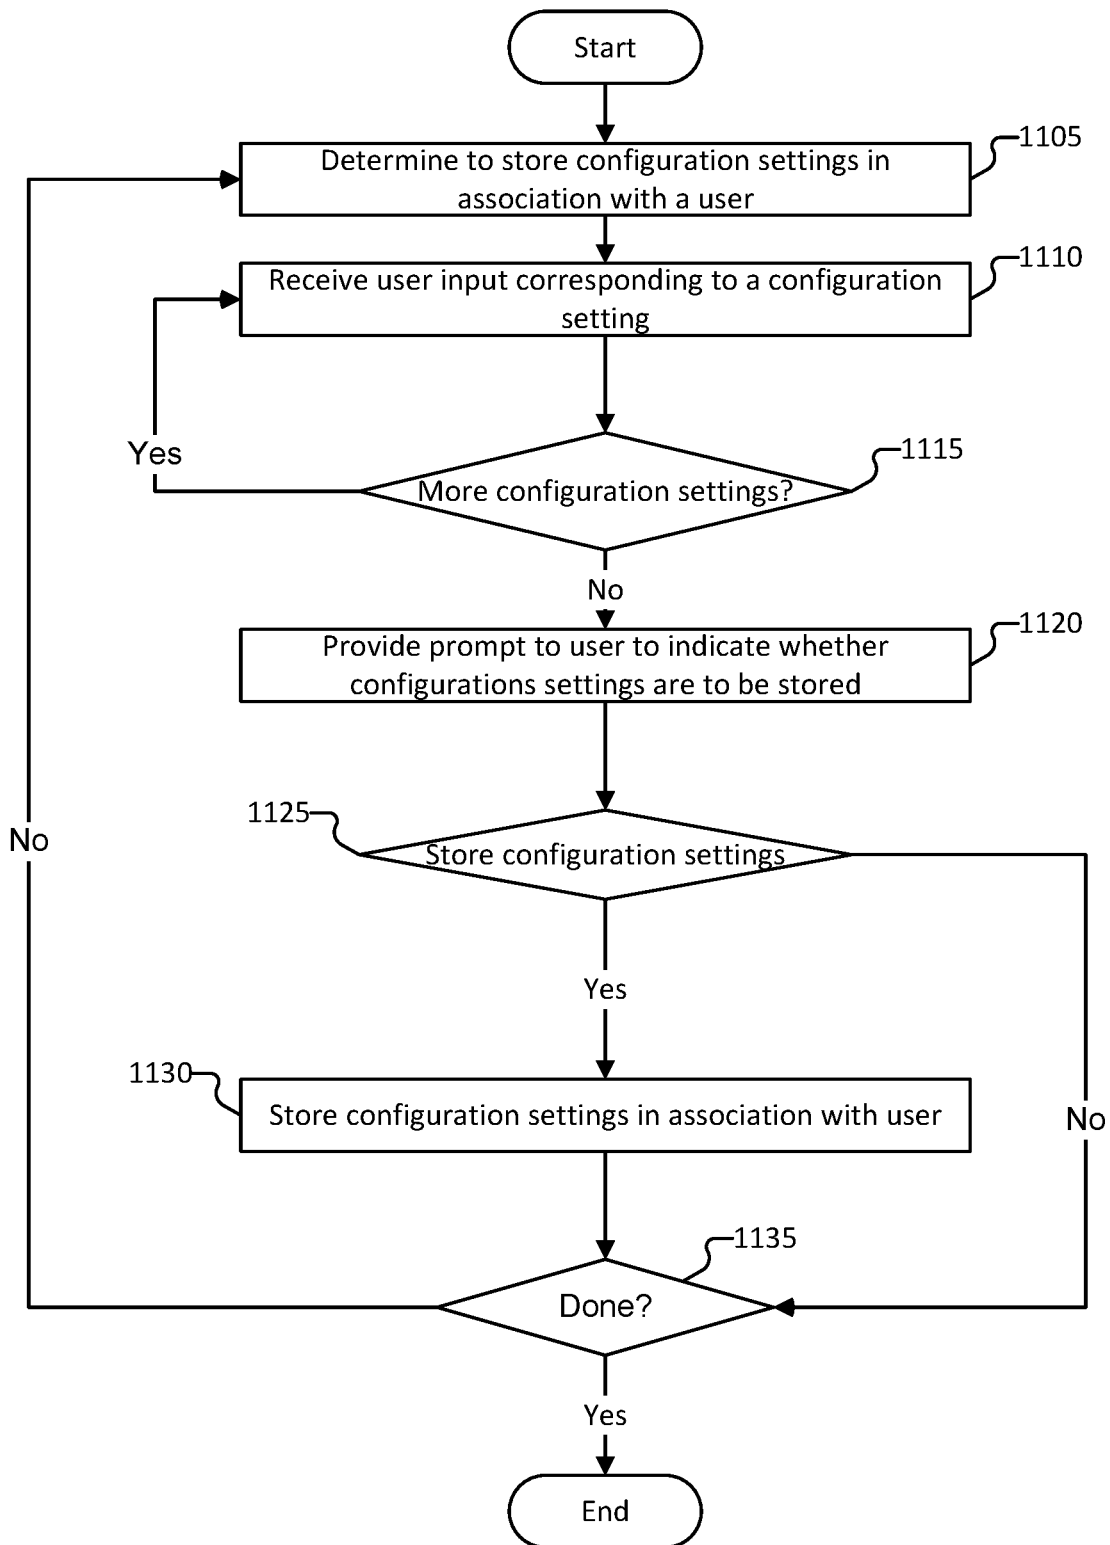 Start
Determine to store configuration settings in
association with a user
1105
Receive user input corresponding to a configuration
setting
1110
Yes
More configuration settings?
1115
No
Provide prompt to user to indicate whether
configurations settings are to be stored
1120
1125
Store configuration settings
No
Yes
1130
Store configuration settings in association with user
No
1135
Done?
Yes
End